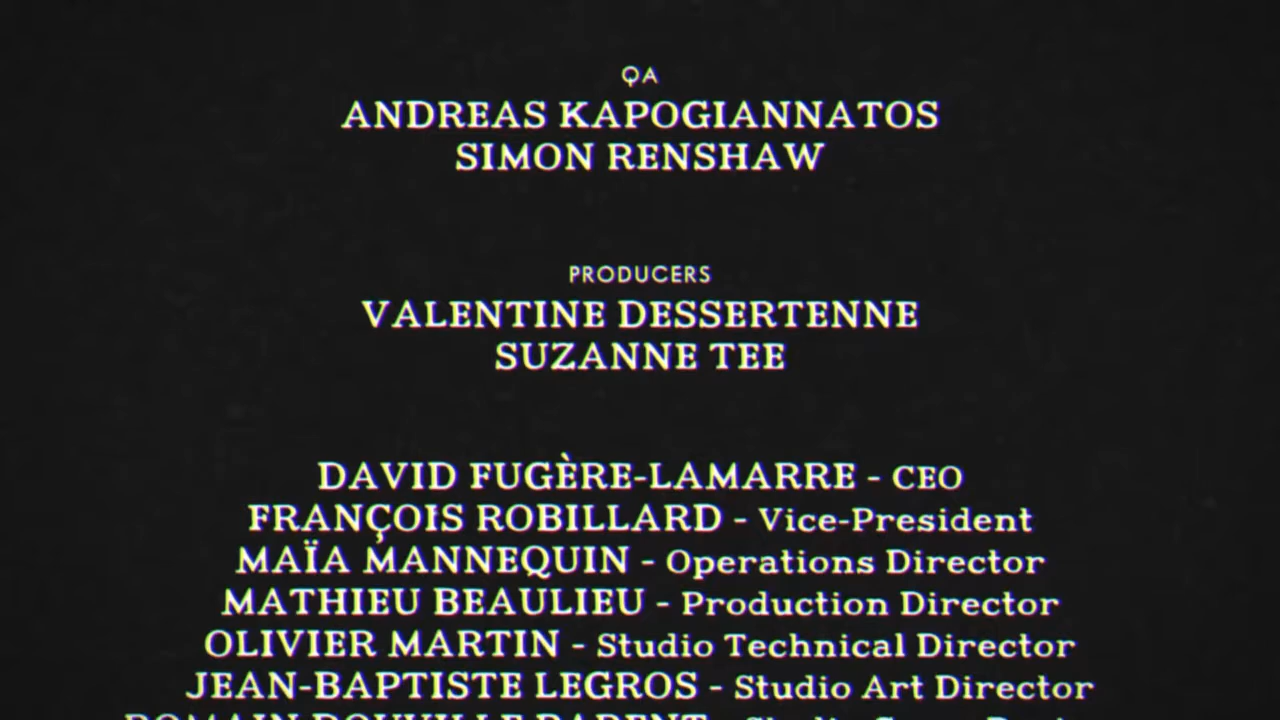 QA
ANDREAS KAPOGIANNATOS
SIMON RENSHAW
PRODUCERS
VALENTINE DESSERTENNE
SUZANNE TEE
DAVID FUGÈRE-LAMARRE - CEO
FRANÇOIS ROBILLARD - Vice-President
MAÏA MANNEQUIN - Operations Director
MATHIEU BEAULIEU - Production Director
OLIVIER MARTIN - Studio Technical Director
JEAN-BAPTISTE LEGROS - Studio Art Director